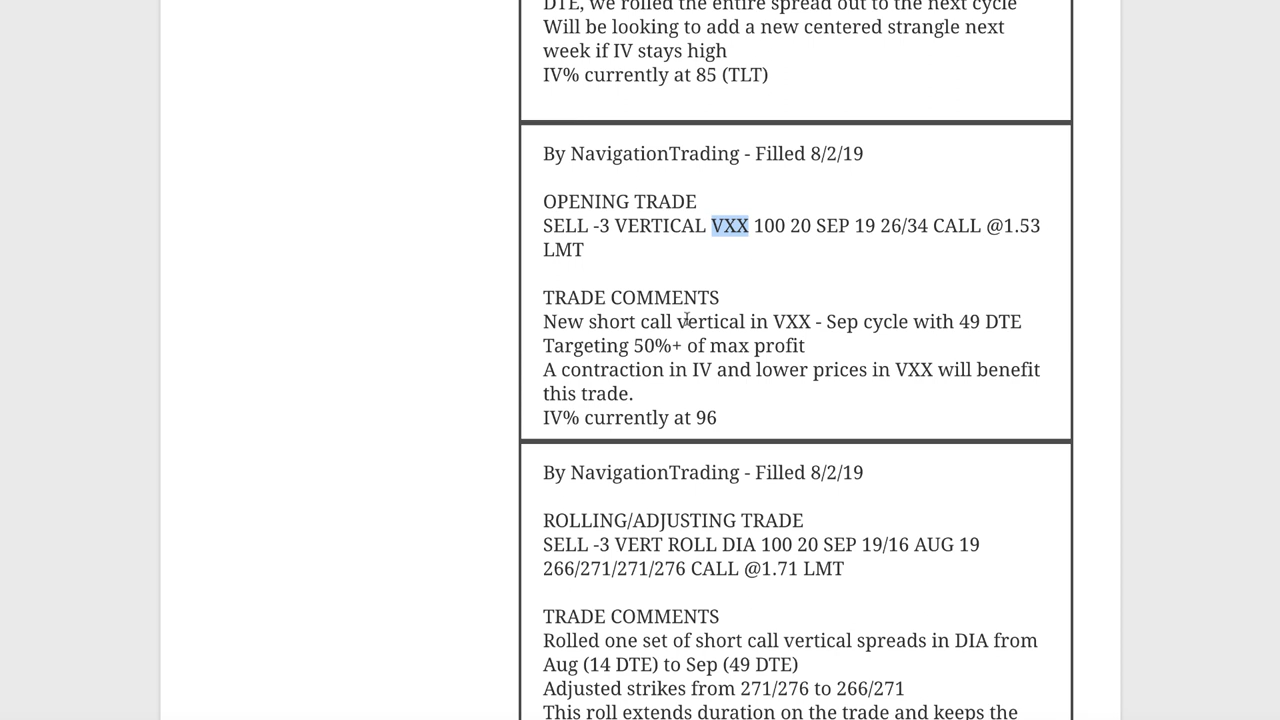 DTE, we rolled the entire spread out to the next cycle
Will be looking to add a new centered strangle next
week if IV stays high
IV% currently at 85 (TLT)
By NavigationTrading - Filled 8/2/19
OPENING TRADE
SELL -3 VERTICAL VXX 100 20 SEP 19 26/34 CALL @1.53
LMT
TRADE COMMENTS
New short call vertical in VXX - Sep cycle with 49 DTE
Targeting 50%+ of max profit
A contraction in IV and lower prices in VXX will benefit
this trade.
IV% currently at 96
By NavigationTrading - Filled 8/2/19
ROLLING/ADJUSTING TRADE
SELL -3 VERT ROLL DIA 100 20 SEP 19/16 AUG 19
266/271/271/276 CALL @1.71 LMT
TRADE COMMENTS
Rolled one set of short call vertical spreads in DIA from
Aug (14 DTE) to Sep (49 DTE)
Adjusted strikes from 271/276 to 266/271
This roll extends duration on the trade and keeps the